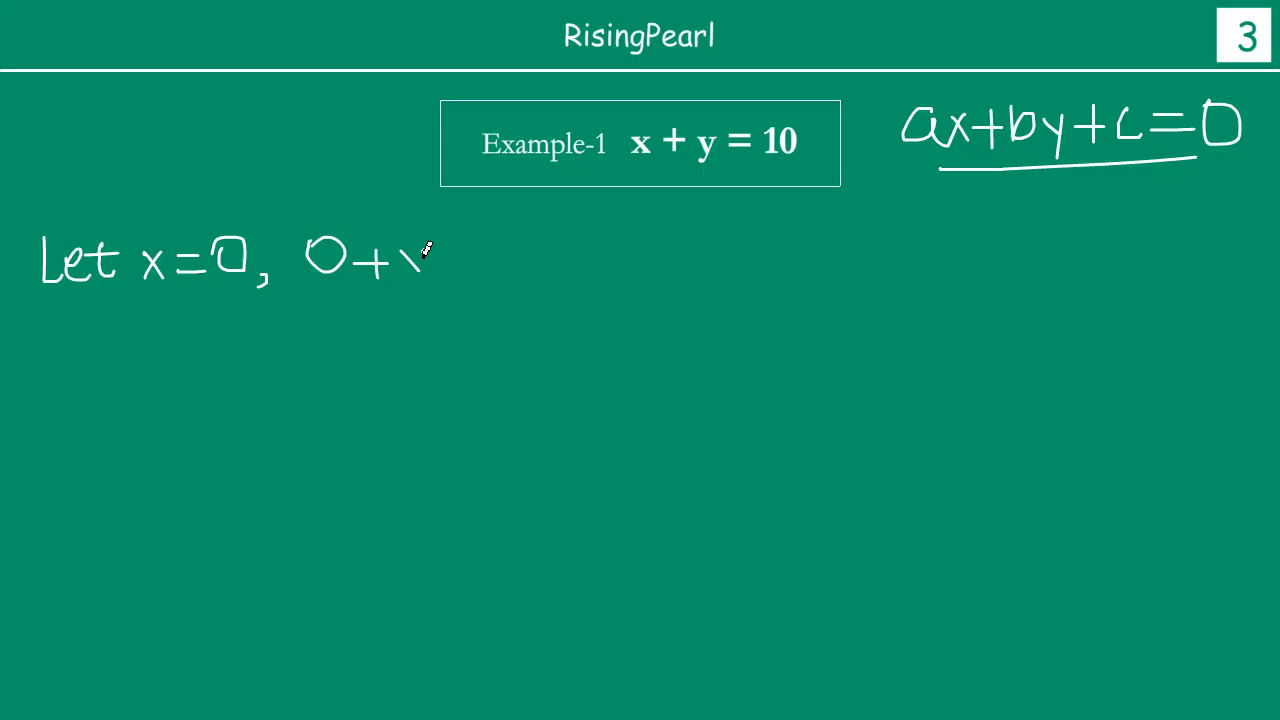 RisingPearl
3
Example-1 x + y = 10
ax+by+c=0
Let x=0, 0+